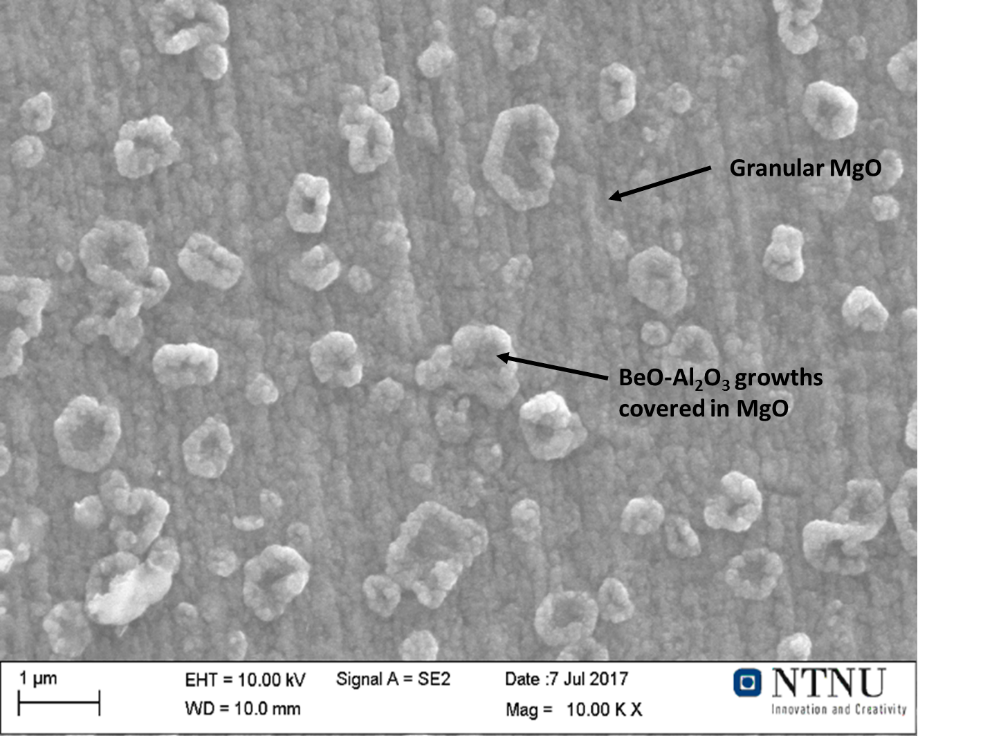 Granular MgO
BeO-Al₂O₃ growths
covered in MgO
1 µm
EHT = 10.00 kV
Signal A = SE2
Date :7 Jul 2017
WD = 10.0 mm
Mag = 10.00 K X
NTNU
Innovation and Creativity